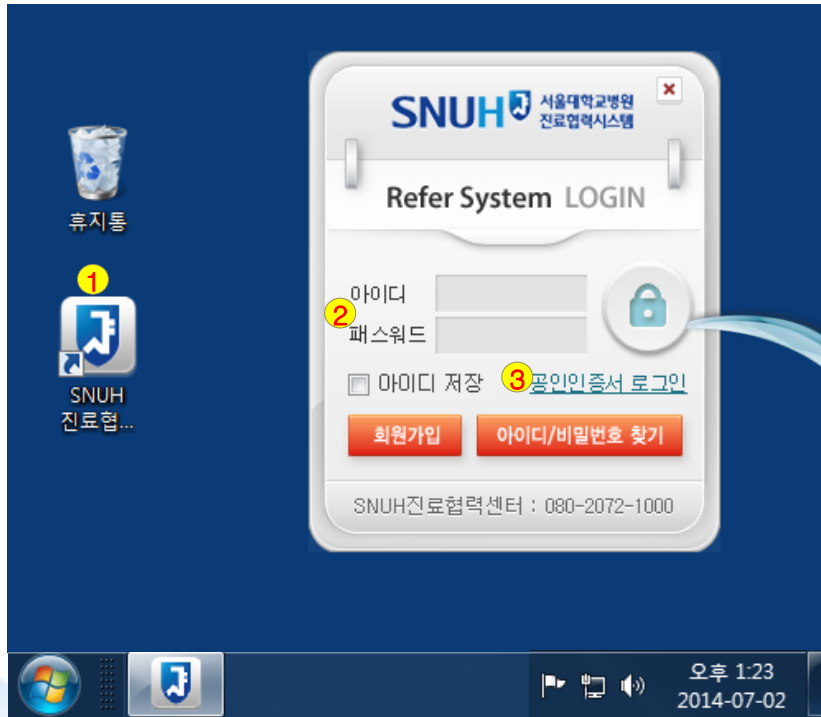 SNUH 서울대학교병원
진료협력시스템
Refer System LOGIN
휴지통
1
아이디
2
패스워드
아이디 저장
3 공인인증서 로그인
SNUH
진료협...
회원가입
아이디/비밀번호 찾기
SNUH진료협력센터 : 080-2072-1000
오후 1:23
2014-07-02